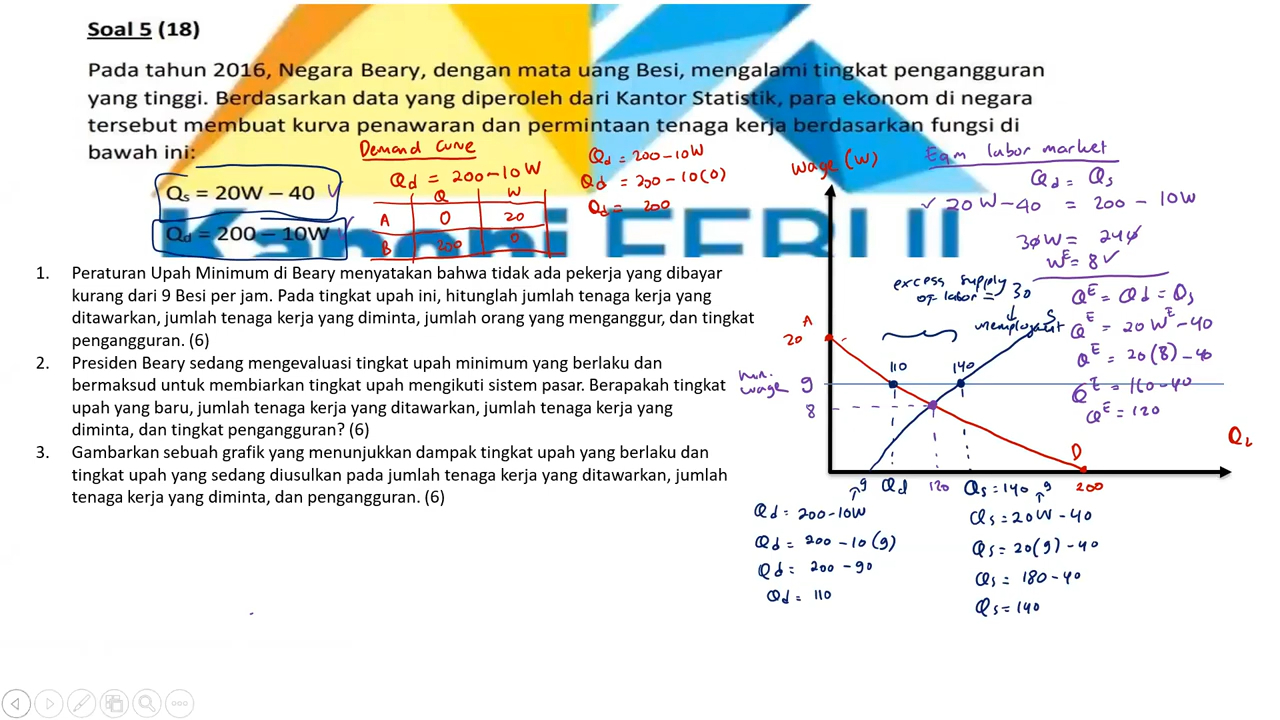 Soal 5 (18)
Pada tahun 2016, Negara Beary, dengan mata uang Besi, mengalami tingkat pengangguran
yang tinggi. Berdasarkan data yang diperoleh dari Kantor Statistik, para ekonom di negara
tersebut membuat kurva penawaran dan permintaan tenaga kerja berdasarkan fungsi di
bawah ini:
Qs = 20W – 40
Qd = 200 – 10W
Demand Curve
Qd = 200-10W
Q W
A 0 20
B 200 0
Qd = 200-10W
Qd = 200-10(0)
Qd = 200
Kanopi FEBUI
1. Peraturan Upah Minimum di Beary menyatakan bahwa tidak ada pekerja yang dibayar
kurang dari 9 Besi per jam. Pada tingkat upah ini, hitunglah jumlah tenaga kerja yang
ditawarkan, jumlah tenaga kerja yang diminta, jumlah orang yang menganggur, dan tingkat
pengangguran. (6)
2. Presiden Beary sedang mengevaluasi tingkat upah minimum yang berlaku dan
bermaksud untuk membiarkan tingkat upah mengikuti sistem pasar. Berapakah tingkat
upah yang baru, jumlah tenaga kerja yang ditawarkan, jumlah tenaga kerja yang
diminta, dan tingkat pengangguran? (6)
3. Gambarkan sebuah grafik yang menunjukkan dampak tingkat upah yang berlaku dan
tingkat upah yang sedang diusulkan pada jumlah tenaga kerja yang ditawarkan, jumlah
tenaga kerja yang diminta, dan pengangguran. (6)
Wage (W)
Eqm labor market
Qd = Qs
20W-40 = 200-10W
30W = 240
W^E = 8
Q^E = Qd = Qs
Q^E = 20W^E-40
Q^E = 20(8)-40
Q^E = 160-40
Q^E = 120
excess supply
of labor = 30
unemployment
S
A
20
110
140
min.
wage 9
8
D
QL
9 Qd 120 Qs = 140 9 200
Qd = 200-10W
Qd = 200-10(9)
Qd = 200-90
Qd = 110
Qs = 20W-40
Qs = 20(9)-40
Qs = 180-40
Qs = 140